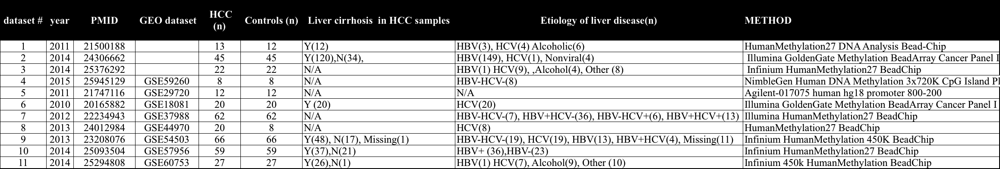 dataset # year PMID GEO dataset HCC (n) Controls (n) Liver cirrhosis in HCC samples Etiology of liver disease(n) METHOD
1 2011 21500188 13 12 Y(12) HBV(3), HCV(4) Alcoholic(6) HumanMethylation27 DNA Analysis Bead-Chip
2 2014 24306662 45 45 Y(120),N(34), HBV(149), HCV(1), Nonviral(4) Illumina GoldenGate Methylation BeadArray Cancer Panel I
3 2014 25376292 22 22 N/A HBV(1) HCV(9), ,Alcohol(4), Other (8) Infinium HumanMethylation27 BeadChip
4 2015 25945129 GSE59260 8 8 N/A HBV-HCV-(8) NimbleGen Human DNA Methylation 3x720K CpG Island Pl
5 2011 21747116 GSE29720 12 12 N/A N/A Agilent-017075 human hg18 promoter 800-200
6 2010 20165882 GSE18081 20 20 Y (20) HCV(20) Illumina GoldenGate Methylation BeadArray Cancer Panel I
7 2012 22234943 GSE37988 62 62 N/A HBV-HCV-(7), HBV+HCV-(36), HBV-HCV+(6), HBV+HCV+(13) Illumina HumanMethylation27 BeadChip
8 2013 24012984 GSE44970 20 8 N/A HCV(8) HumanMethylation27 BeadChip
9 2013 23208076 GSE54503 66 66 Y(48), N(17), Missing(1) HBV-HCV-(19), HCV(19), HBV(13), HBV+HCV(4), Missing(11) Infinium HumanMethylation 450K BeadChip
10 2014 25093504 GSE57956 59 59 Y(37),N(21) HBV+ (36),HBV-(23) Infinium HumanMethylation27 BeadChip
11 2014 25294808 GSE60753 27 27 Y(26),N(1) HBV(1) HCV(7), Alcohol(9), Other (10) Infinium 450k HumanMethylation BeadChip